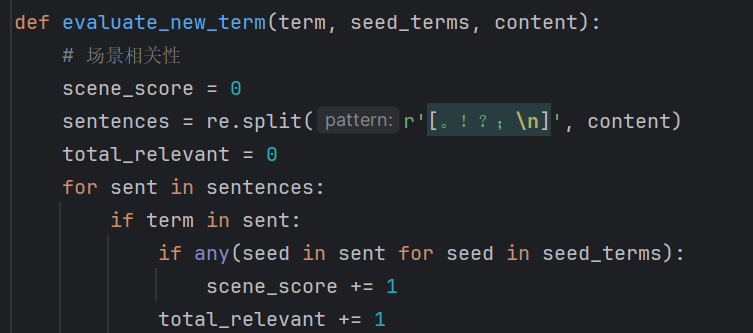 def evaluate_new_term(term, seed_terms, content):
    # 场景相关性
    scene_score = 0
    sentences = re.split( pattern: r'[。！？；\n]', content)
    total_relevant = 0
    for sent in sentences:
        if term in sent:
            if any(seed in sent for seed in seed_terms):
                scene_score += 1
            total_relevant += 1